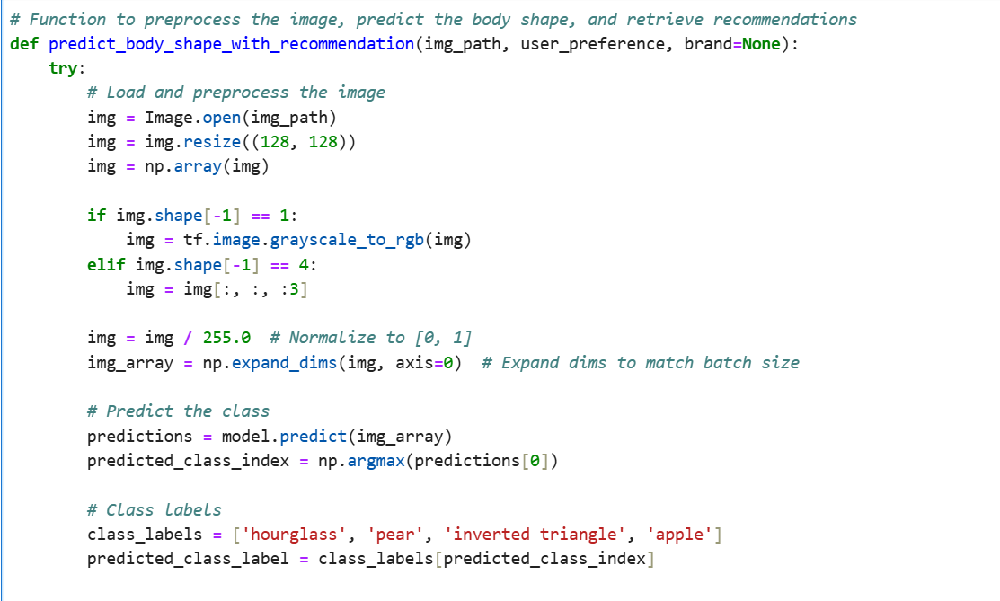 # Function to preprocess the image, predict the body shape, and retrieve recommendations
def predict_body_shape_with_recommendation(img_path, user_preference, brand=None):
    try:
        # Load and preprocess the image
        img = Image.open(img_path)
        img = img.resize((128, 128))
        img = np.array(img)

        if img.shape[-1] == 1:
            img = tf.image.grayscale_to_rgb(img)
        elif img.shape[-1] == 4:
            img = img[:, :, :3]

        img = img / 255.0  # Normalize to [0, 1]
        img_array = np.expand_dims(img, axis=0)  # Expand dims to match batch size

        # Predict the class
        predictions = model.predict(img_array)
        predicted_class_index = np.argmax(predictions[0])

        # Class labels
        class_labels = ['hourglass', 'pear', 'inverted triangle', 'apple']
        predicted_class_label = class_labels[predicted_class_index]